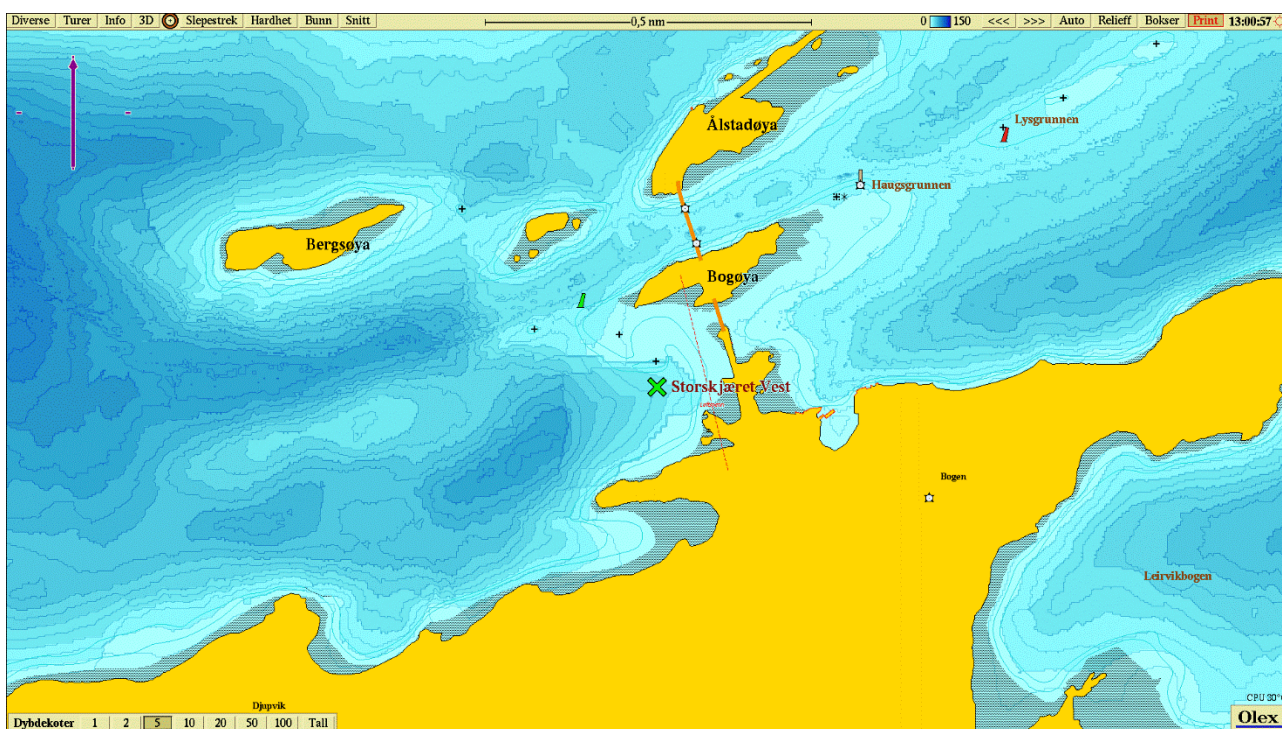 Diverse Turer Info 3D Slepestrek Hardhet Bunn Snitt 0,5 nm 0 150 <<< >>> Auto Relieff Bokser Print 13:00:57
Lysgrunnen
Ålstadøya
Haugsgrunnen
Bergsøya
Bogøya
Storskjæret Vest
Bogen
Leirvikbogen
Djupvik
CPU 80°
Dybdekoter 1 2 5 10 20 50 100 Tall
Olex